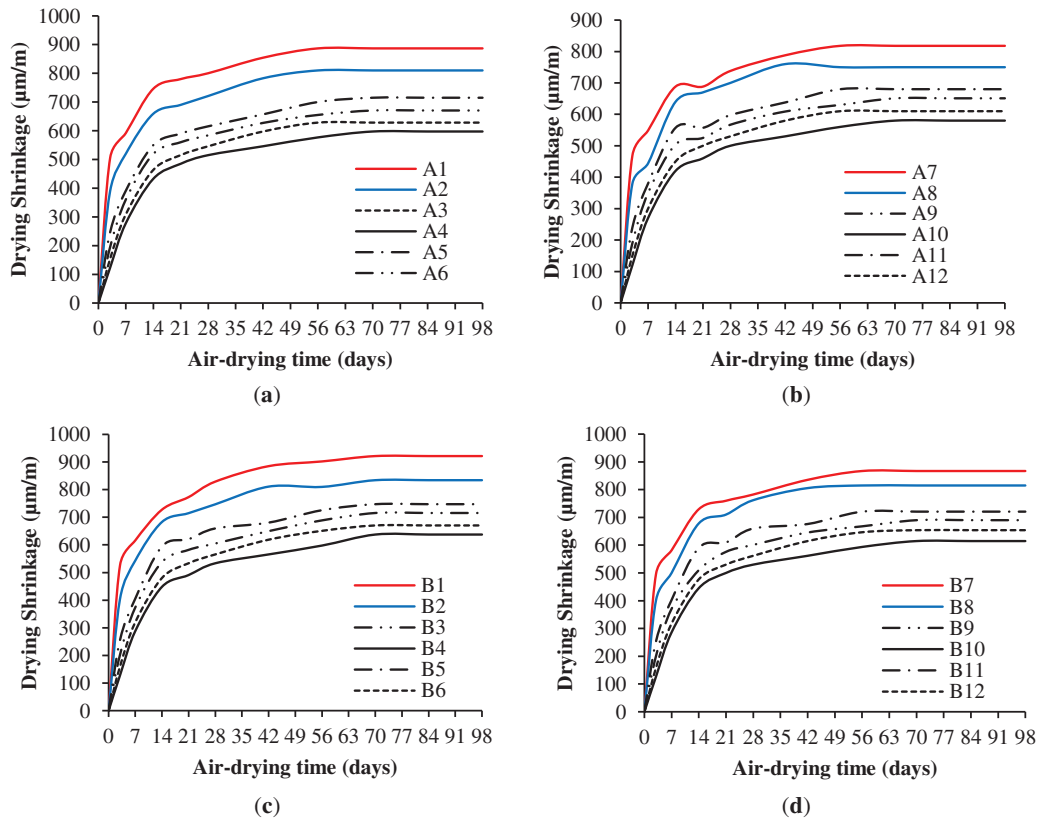 1000
900
800
700
600
500
400
300
200
100
0
Drying Shrinkage (µm/m)
A1
A2
A3
A4
A5
A6
0 7 14 21 28 35 42 49 56 63 70 77 84 91 98
Air-drying time (days)
(a)
900
800
700
600
500
400
300
200
100
0
Drying Shrinkage (µm/m)
A7
A8
A9
A10
A11
A12
0 7 14 21 28 35 42 49 56 63 70 77 84 91 98
Air-drying time (days)
(b)
1000
900
800
700
600
500
400
300
200
100
0
Drying Shrinkage (µm/m)
B1
B2
B3
B4
B5
B6
0 7 14 21 28 35 42 49 56 63 70 77 84 91 98
Air-drying time (days)
(c)
1000
900
800
700
600
500
400
300
200
100
0
Drying Shrinkage (µm/m)
B7
B8
B9
B10
B11
B12
0 7 14 21 28 35 42 49 56 63 70 77 84 91 98
Air-drying time (days)
(d)